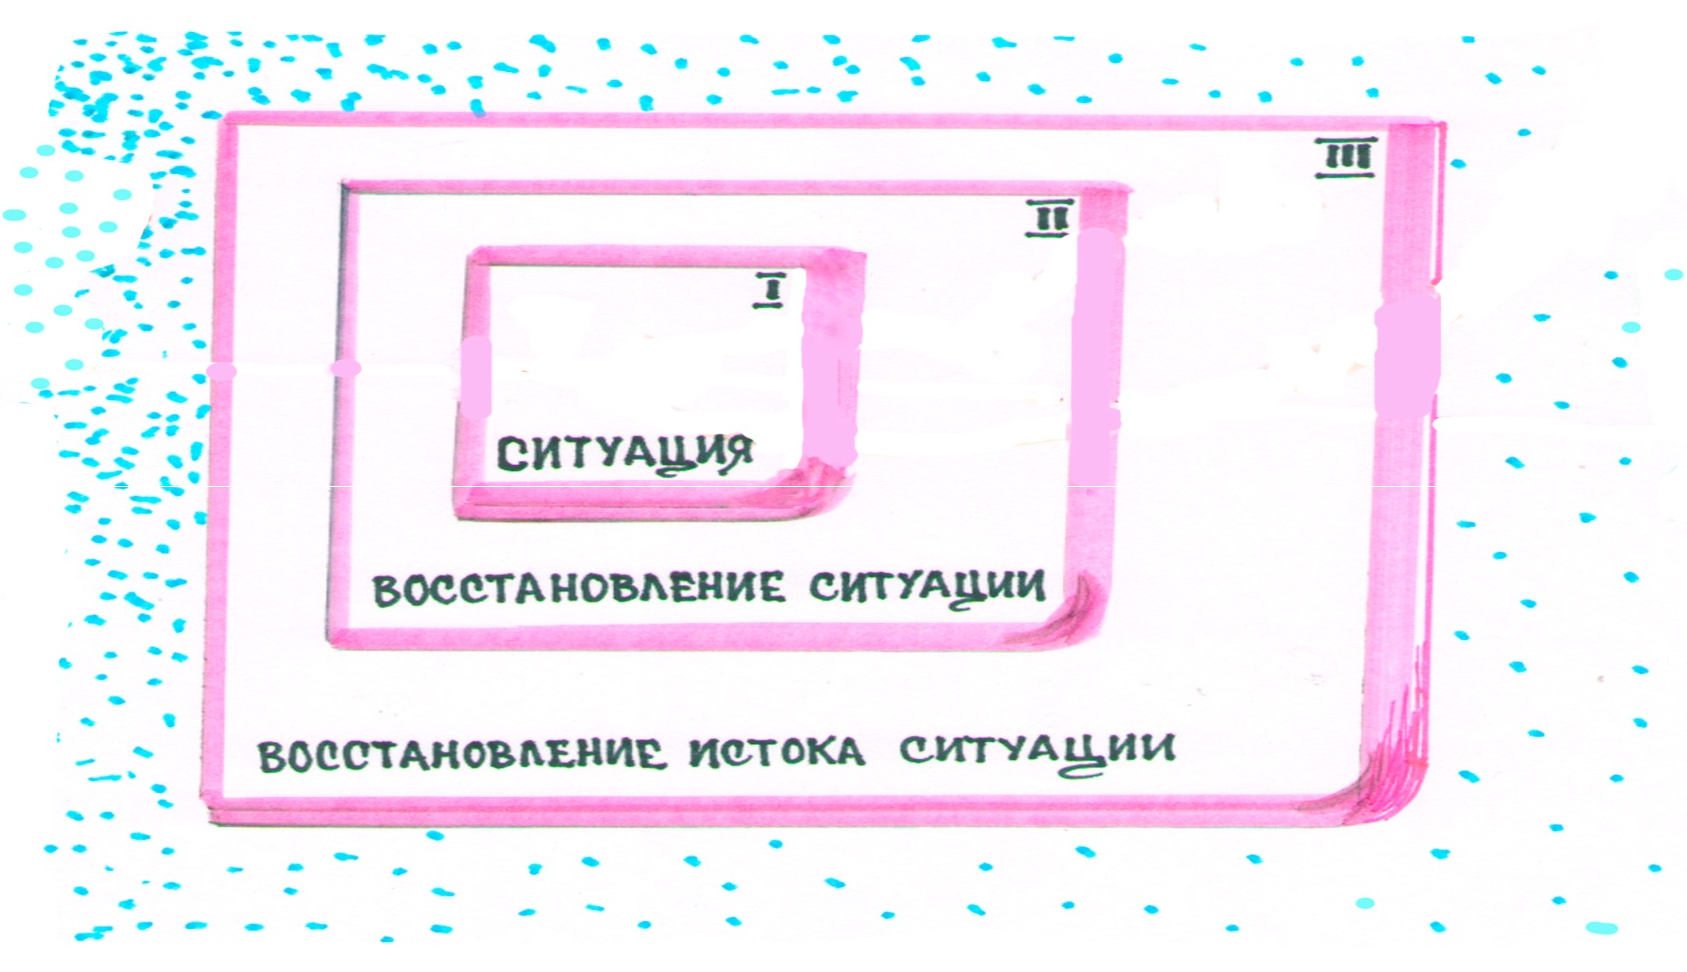 III
II
I
СИТУАЦИЯ
ВОССТАНОВЛЕНИЕ СИТУАЦИИ
ВОССТАНОВЛЕНИЕ ИСТОКА СИТУАЦИИ